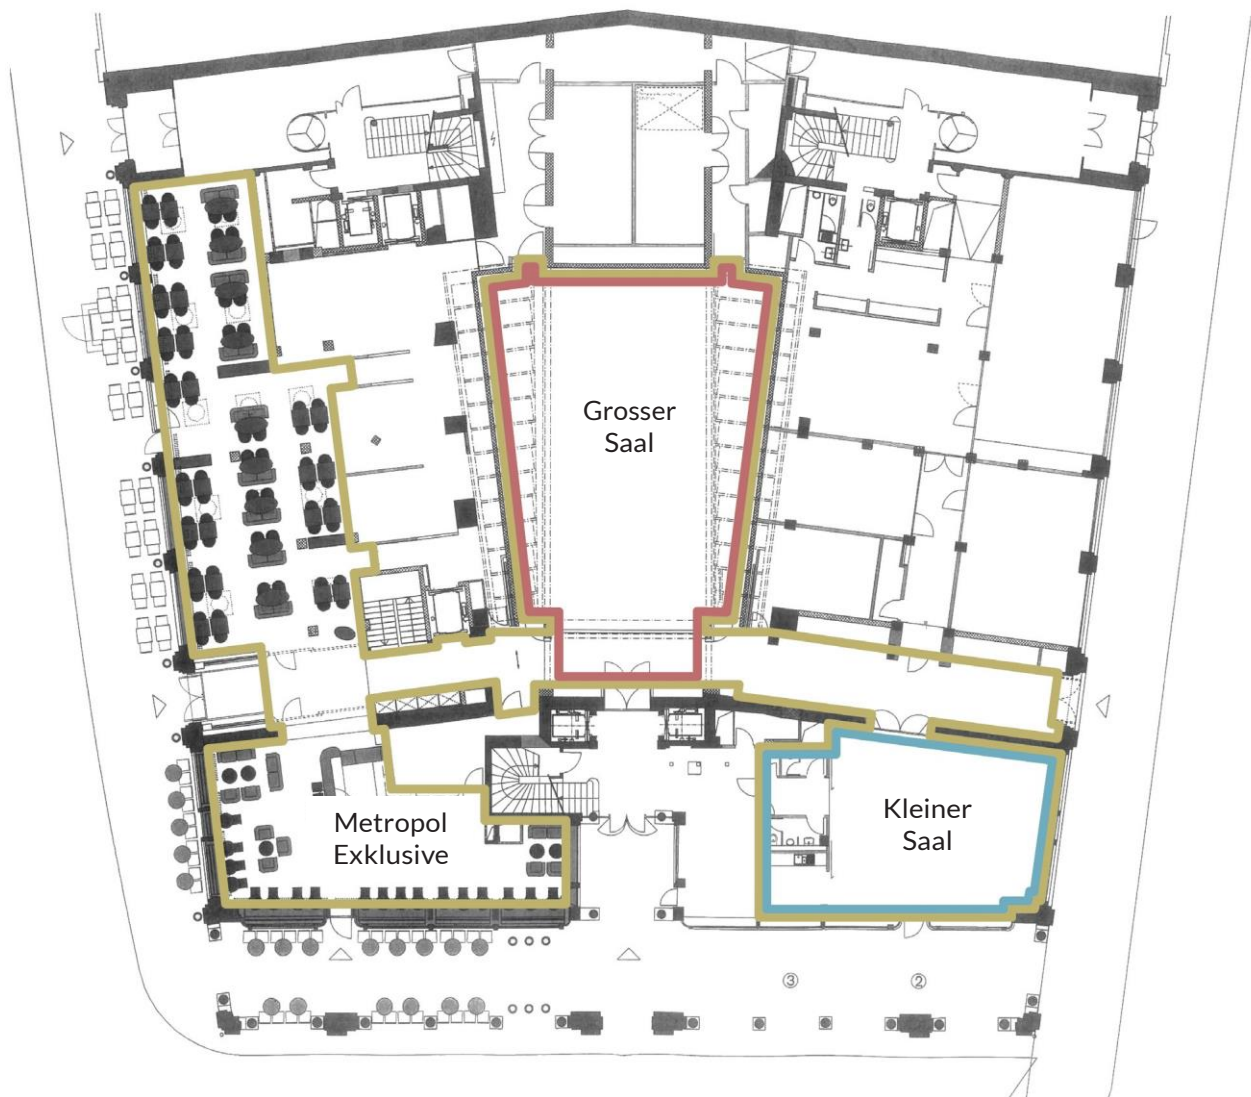 Grosser
Saal
Metropol
Exklusive
Kleiner
Saal
③
②